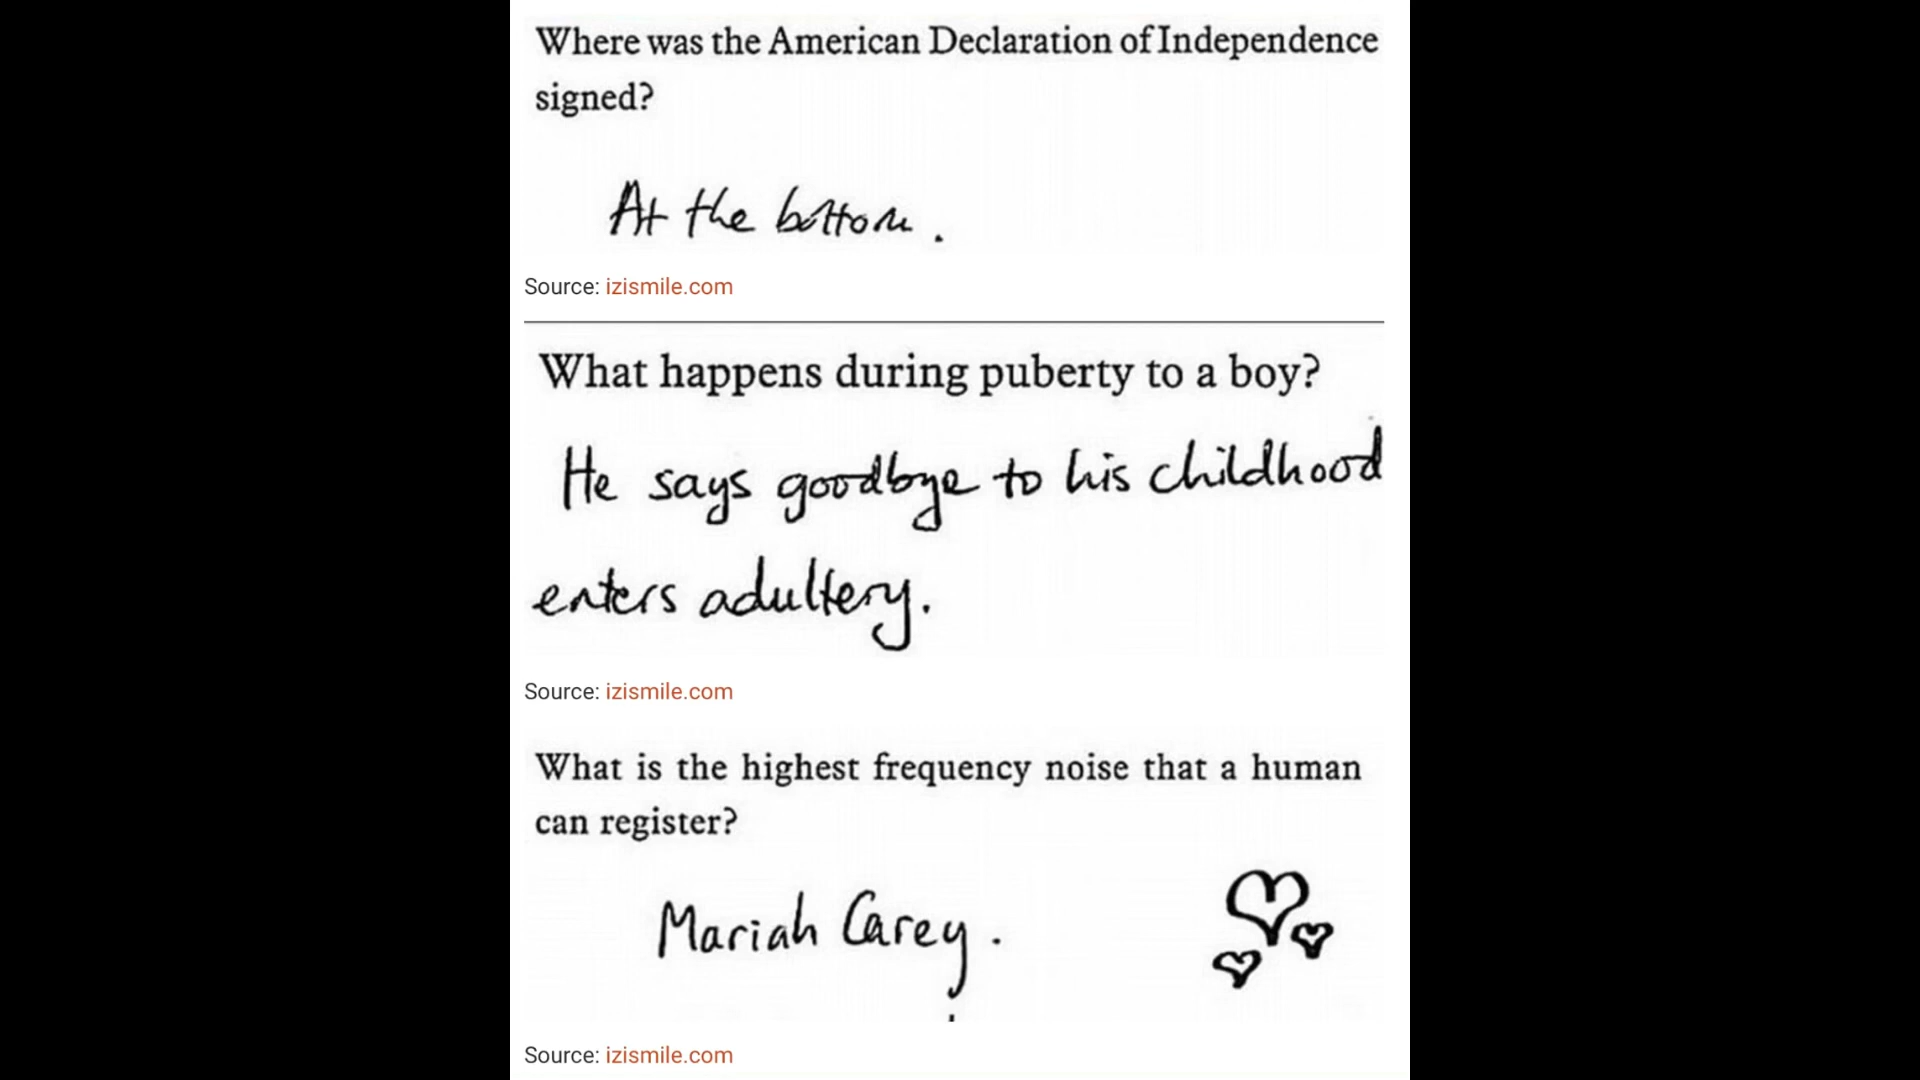 Where was the American Declaration of Independence
signed?
At the bottom.
Source: izismile.com
What happens during puberty to a boy?
He says goodbye to his childhood
enters adultery.
Source: izismile.com
What is the highest frequency noise that a human
can register?
Mariah Carey.
Source: izismile.com